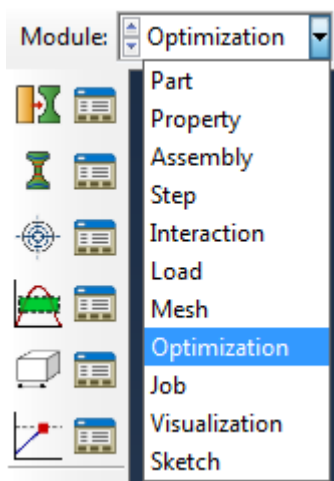 Module: Optimization
Part
Property
Assembly
Step
Interaction
Load
Mesh
Optimization
Job
Visualization
Sketch